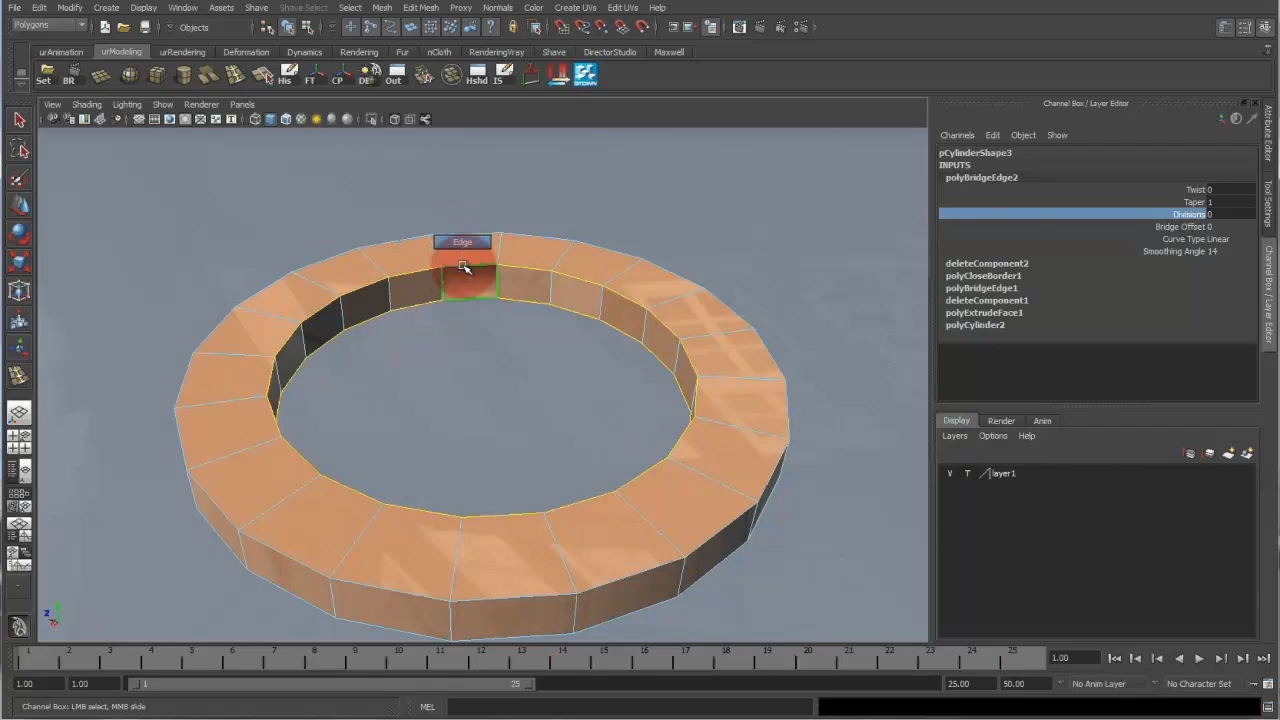 File Edit Modify Create Display Window Assets Select Mesh Edit Mesh Proxy Normals Color Create UVs Edit UVs Help
Polygons Objects
urAnimation urModeling urRendering Deformation Dynamics Rendering Fur nCloth RenderingVray Shave DirectorStudio Maxwell
Set BR His FT CP Out Hshd IS
View Shading Lighting Show Renderer Panels
Edge
Channel Box / Layer Editor
Channels Edit Object Show
pCylinderShape3
INPUTS
polyBridgeEdge2
Twist 0
Taper 1
Divisions 0
Bridge Offset 0
Curve Type Linear
Smoothing Angle 14
deleteComponent2
polyCloseBorder1
polyBridgeEdge1
deleteComponent1
polyExtrudeFace1
polyCylinder2
Display Render Anim
Layers Options Help
V T layer1
Attribute Editor
Tool Settings
Channel Box / Layer Editor
1 2 3 4 5 6 7 8 9 10 11 12 13 14 15 16 17 18 19 20 21 22 23 24 25
1.00
1.00 1.00 1 25 25.00 50.00 No Anim Layer No Character Set
Channel Box: LMB select, MMB slide MEL